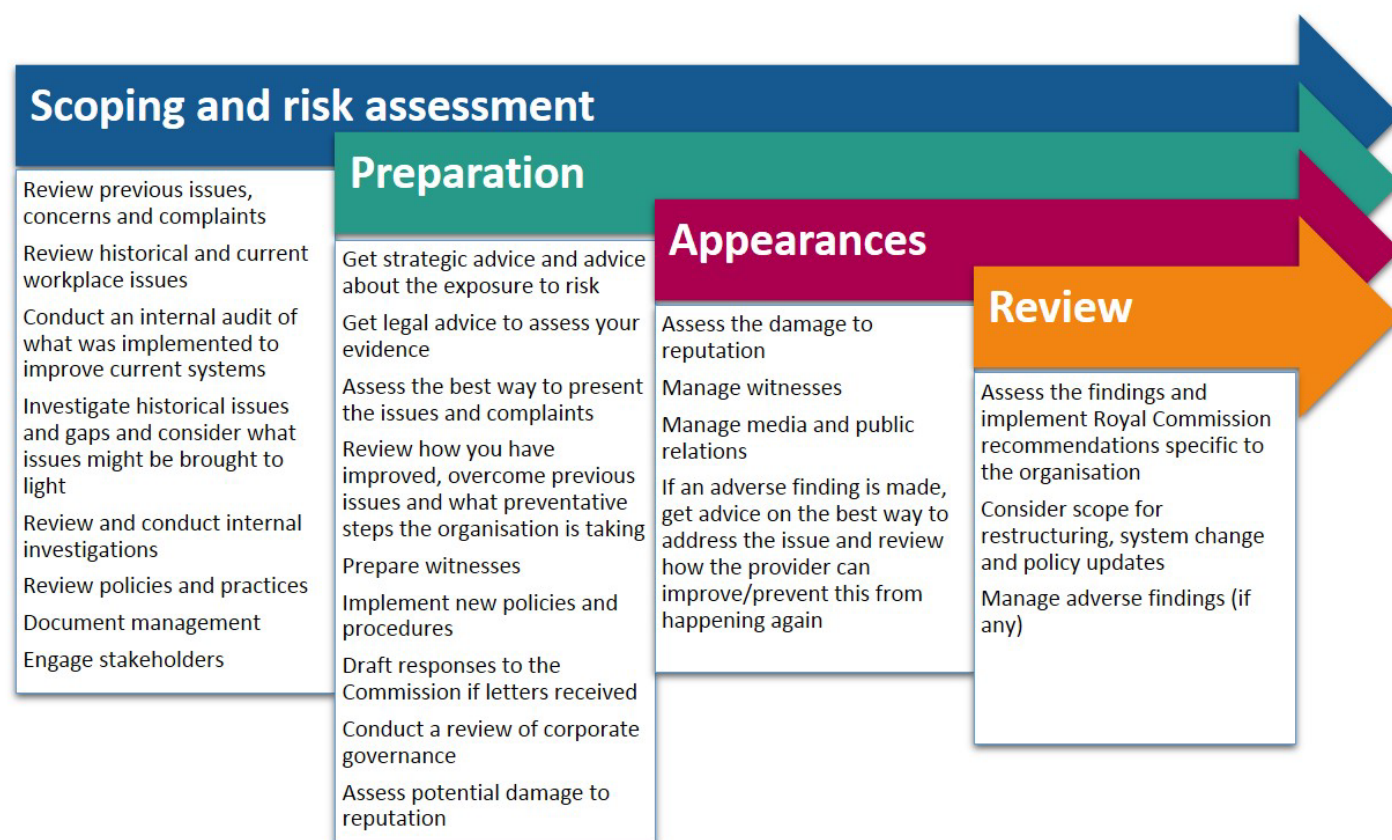 Scoping and risk assessment
Review previous issues,
concerns and complaints
Review historical and current
workplace issues
Conduct an internal audit of
what was implemented to
improve current systems
Investigate historical issues
and gaps and consider what
issues might be brought to
light
Review and conduct internal
investigations
Review policies and practices
Document management
Engage stakeholders
Preparation
Get strategic advice and advice
about the exposure to risk
Get legal advice to assess your
evidence
Assess the best way to present
the issues and complaints
Review how you have
improved, overcome previous
issues and what preventative
steps the organisation is taking
Prepare witnesses
Implement new policies and
procedures
Draft responses to the
Commission if letters received
Conduct a review of corporate
governance
Assess potential damage to
reputation
Appearances
Assess the damage to
reputation
Manage witnesses
Manage media and public
relations
If an adverse finding is made,
get advice on the best way to
address the issue and review
how the provider can
improve/prevent this from
happening again
Review
Assess the findings and
implement Royal Commission
recommendations specific to
the organisation
Consider scope for
restructuring, system change
and policy updates
Manage adverse findings (if
any)